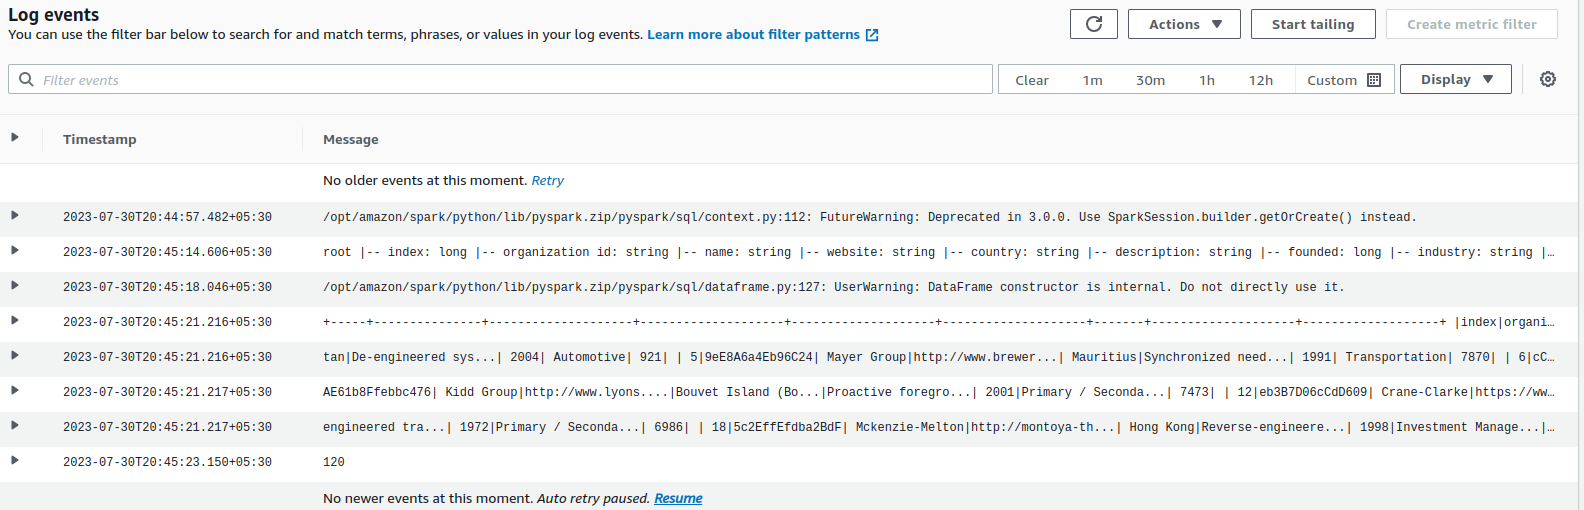 Log events
You can use the filter bar below to search for and match terms, phrases, or values in your log events. Learn more about filter patterns
Actions
Start tailing
Create metric filter
Filter events
Clear 1m 30m 1h 12h Custom
Display
Timestamp Message
No older events at this moment. Retry
2023-07-30T20:44:57.482+05:30 /opt/amazon/spark/python/lib/pyspark.zip/pyspark/sql/context.py:112: FutureWarning: Deprecated in 3.0.0. Use SparkSession.builder.getOrCreate() instead.
2023-07-30T20:45:14.606+05:30 root |-- index: long |-- organization id: string |-- name: string |-- website: string |-- country: string |-- description: string |-- founded: long |-- industry: string |…
2023-07-30T20:45:18.046+05:30 /opt/amazon/spark/python/lib/pyspark.zip/pyspark/sql/dataframe.py:127: UserWarning: DataFrame constructor is internal. Do not directly use it.
2023-07-30T20:45:21.216+05:30 +-----+---------------+--------------------+--------------------+--------------------+--------------------+-------+--------------------+-------------------+ |index|organi…
2023-07-30T20:45:21.216+05:30 tan|De-engineered sys...| 2004| Automotive| 921| | 5|9eE8A6a4Eb96C24| Mayer Group|http://www.brewer...| Mauritius|Synchronized need...| 1991| Transportation| 7870| | 6|cC…
2023-07-30T20:45:21.217+05:30 AE61b8Ffebbc476| Kidd Group|http://www.lyons....|Bouvet Island (Bo...|Proactive foregro...| 2001|Primary / Seconda...| 7473| | 12|eb3B7D06cCdD609| Crane-Clarke|https://ww…
2023-07-30T20:45:21.217+05:30 engineered tra...| 1972|Primary / Seconda...| 6986| | 18|5c2EffEfdba2BdF| Mckenzie-Melton|http://montoya-th...| Hong Kong|Reverse-engineere...| 1998|Investment Manage...|…
2023-07-30T20:45:23.150+05:30 120
No newer events at this moment. Auto retry paused. Resume